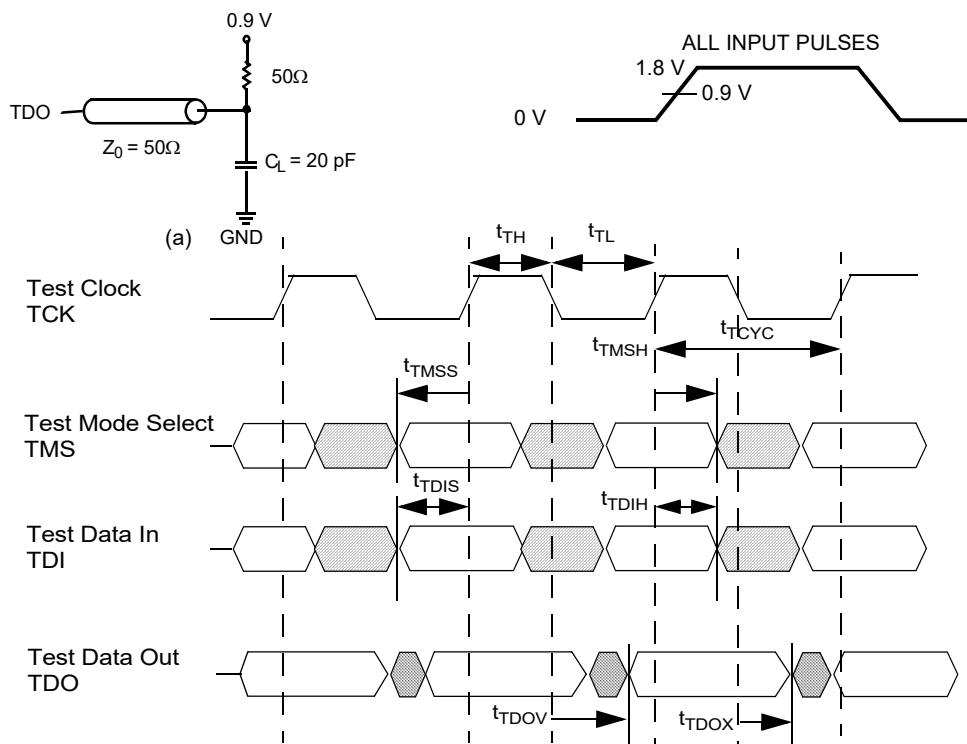 0.9 V
50Ω
TDO
Z0 = 50Ω
CL = 20 pF
(a)
GND
ALL INPUT PULSES
1.8 V
0.9 V
0 V
tTH
tTL
Test Clock
TCK
tTCYC
tTMSH
tTMSS
Test Mode Select
TMS
tTDIS
tTDIH
Test Data In
TDI
Test Data Out
TDO
tTDOV
tTDOX